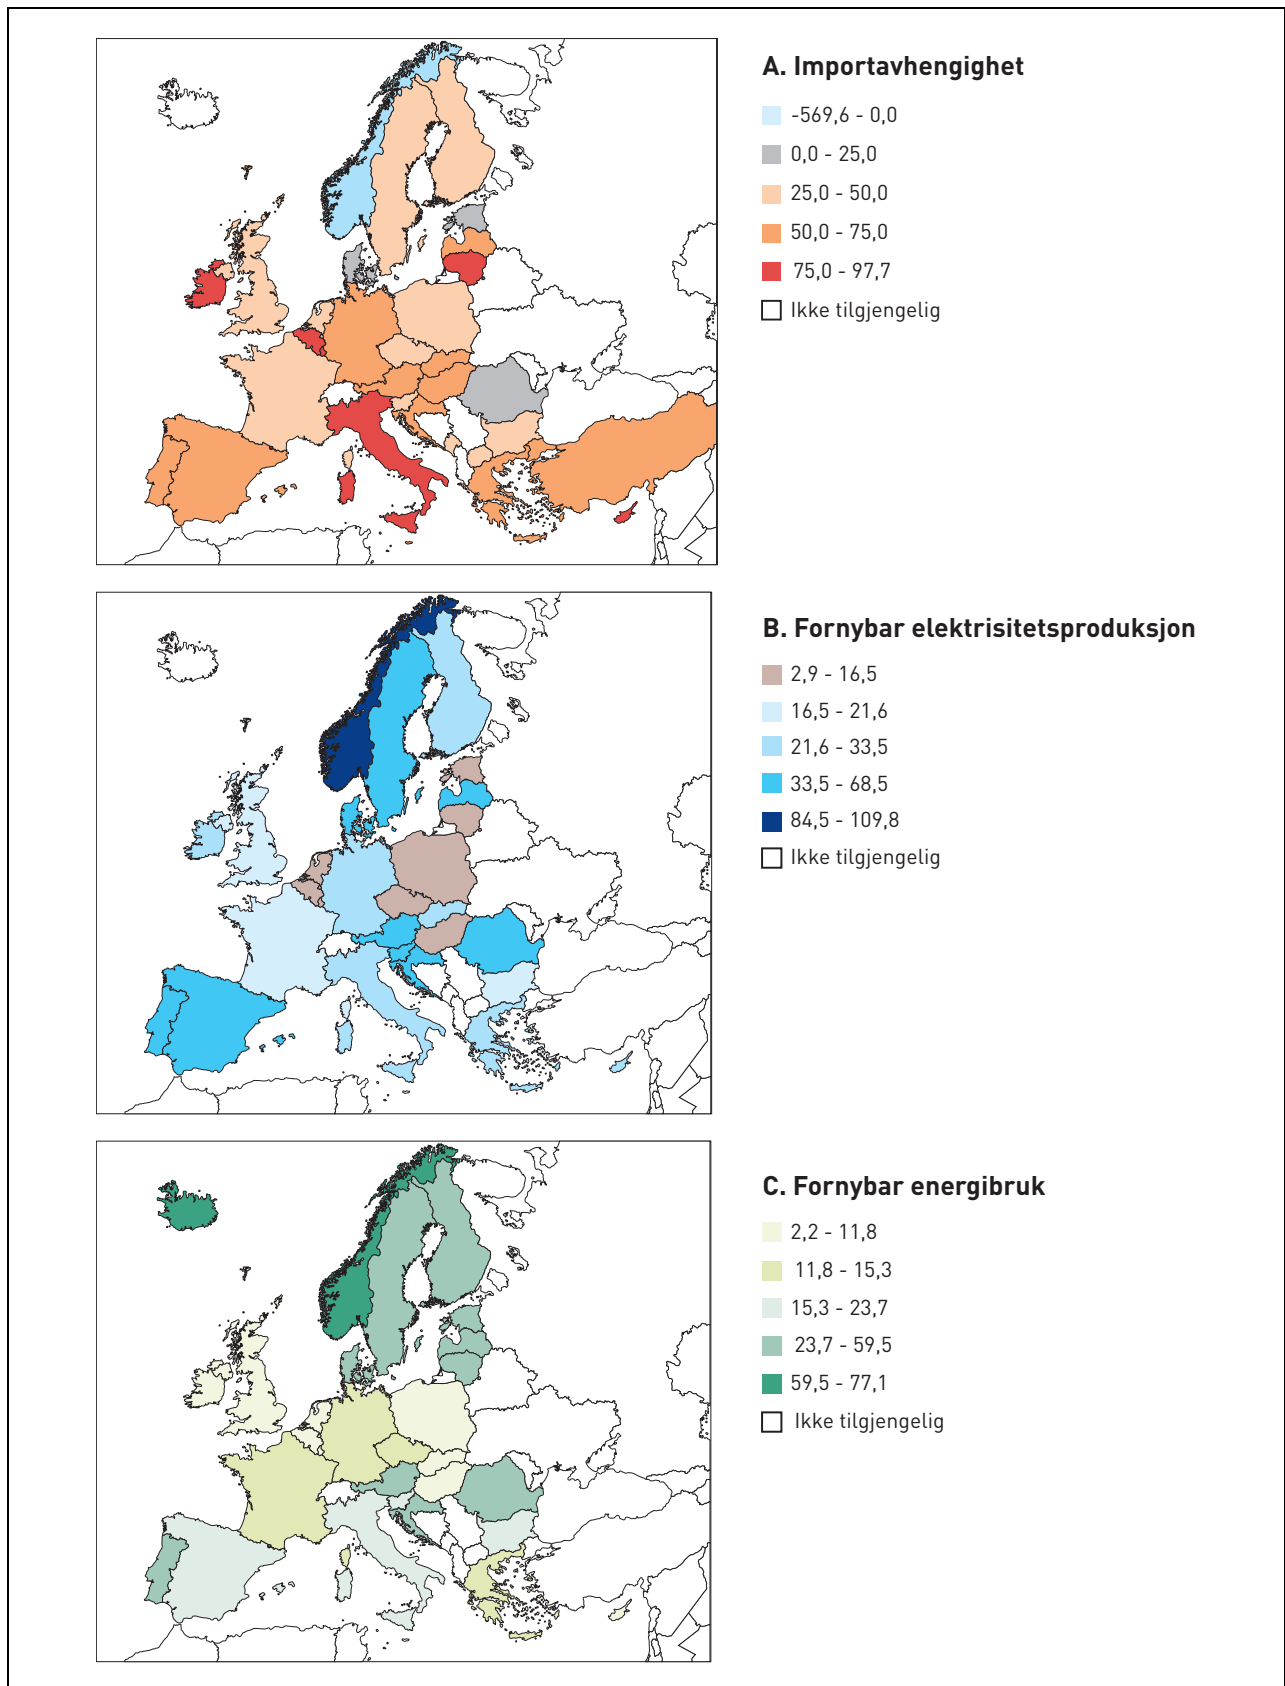 A. Importavhengighet
-569,6 - 0,0
0,0 - 25,0
25,0 - 50,0
50,0 - 75,0
75,0 - 97,7
Ikke tilgjengelig
B. Fornybar elektrisitetsproduksjon
2,9 - 16,5
16,5 - 21,6
21,6 - 33,5
33,5 - 68,5
84,5 - 109,8
Ikke tilgjengelig
C. Fornybar energibruk
2,2 - 11,8
11,8 - 15,3
15,3 - 23,7
23,7 - 59,5
59,5 - 77,1
Ikke tilgjengelig